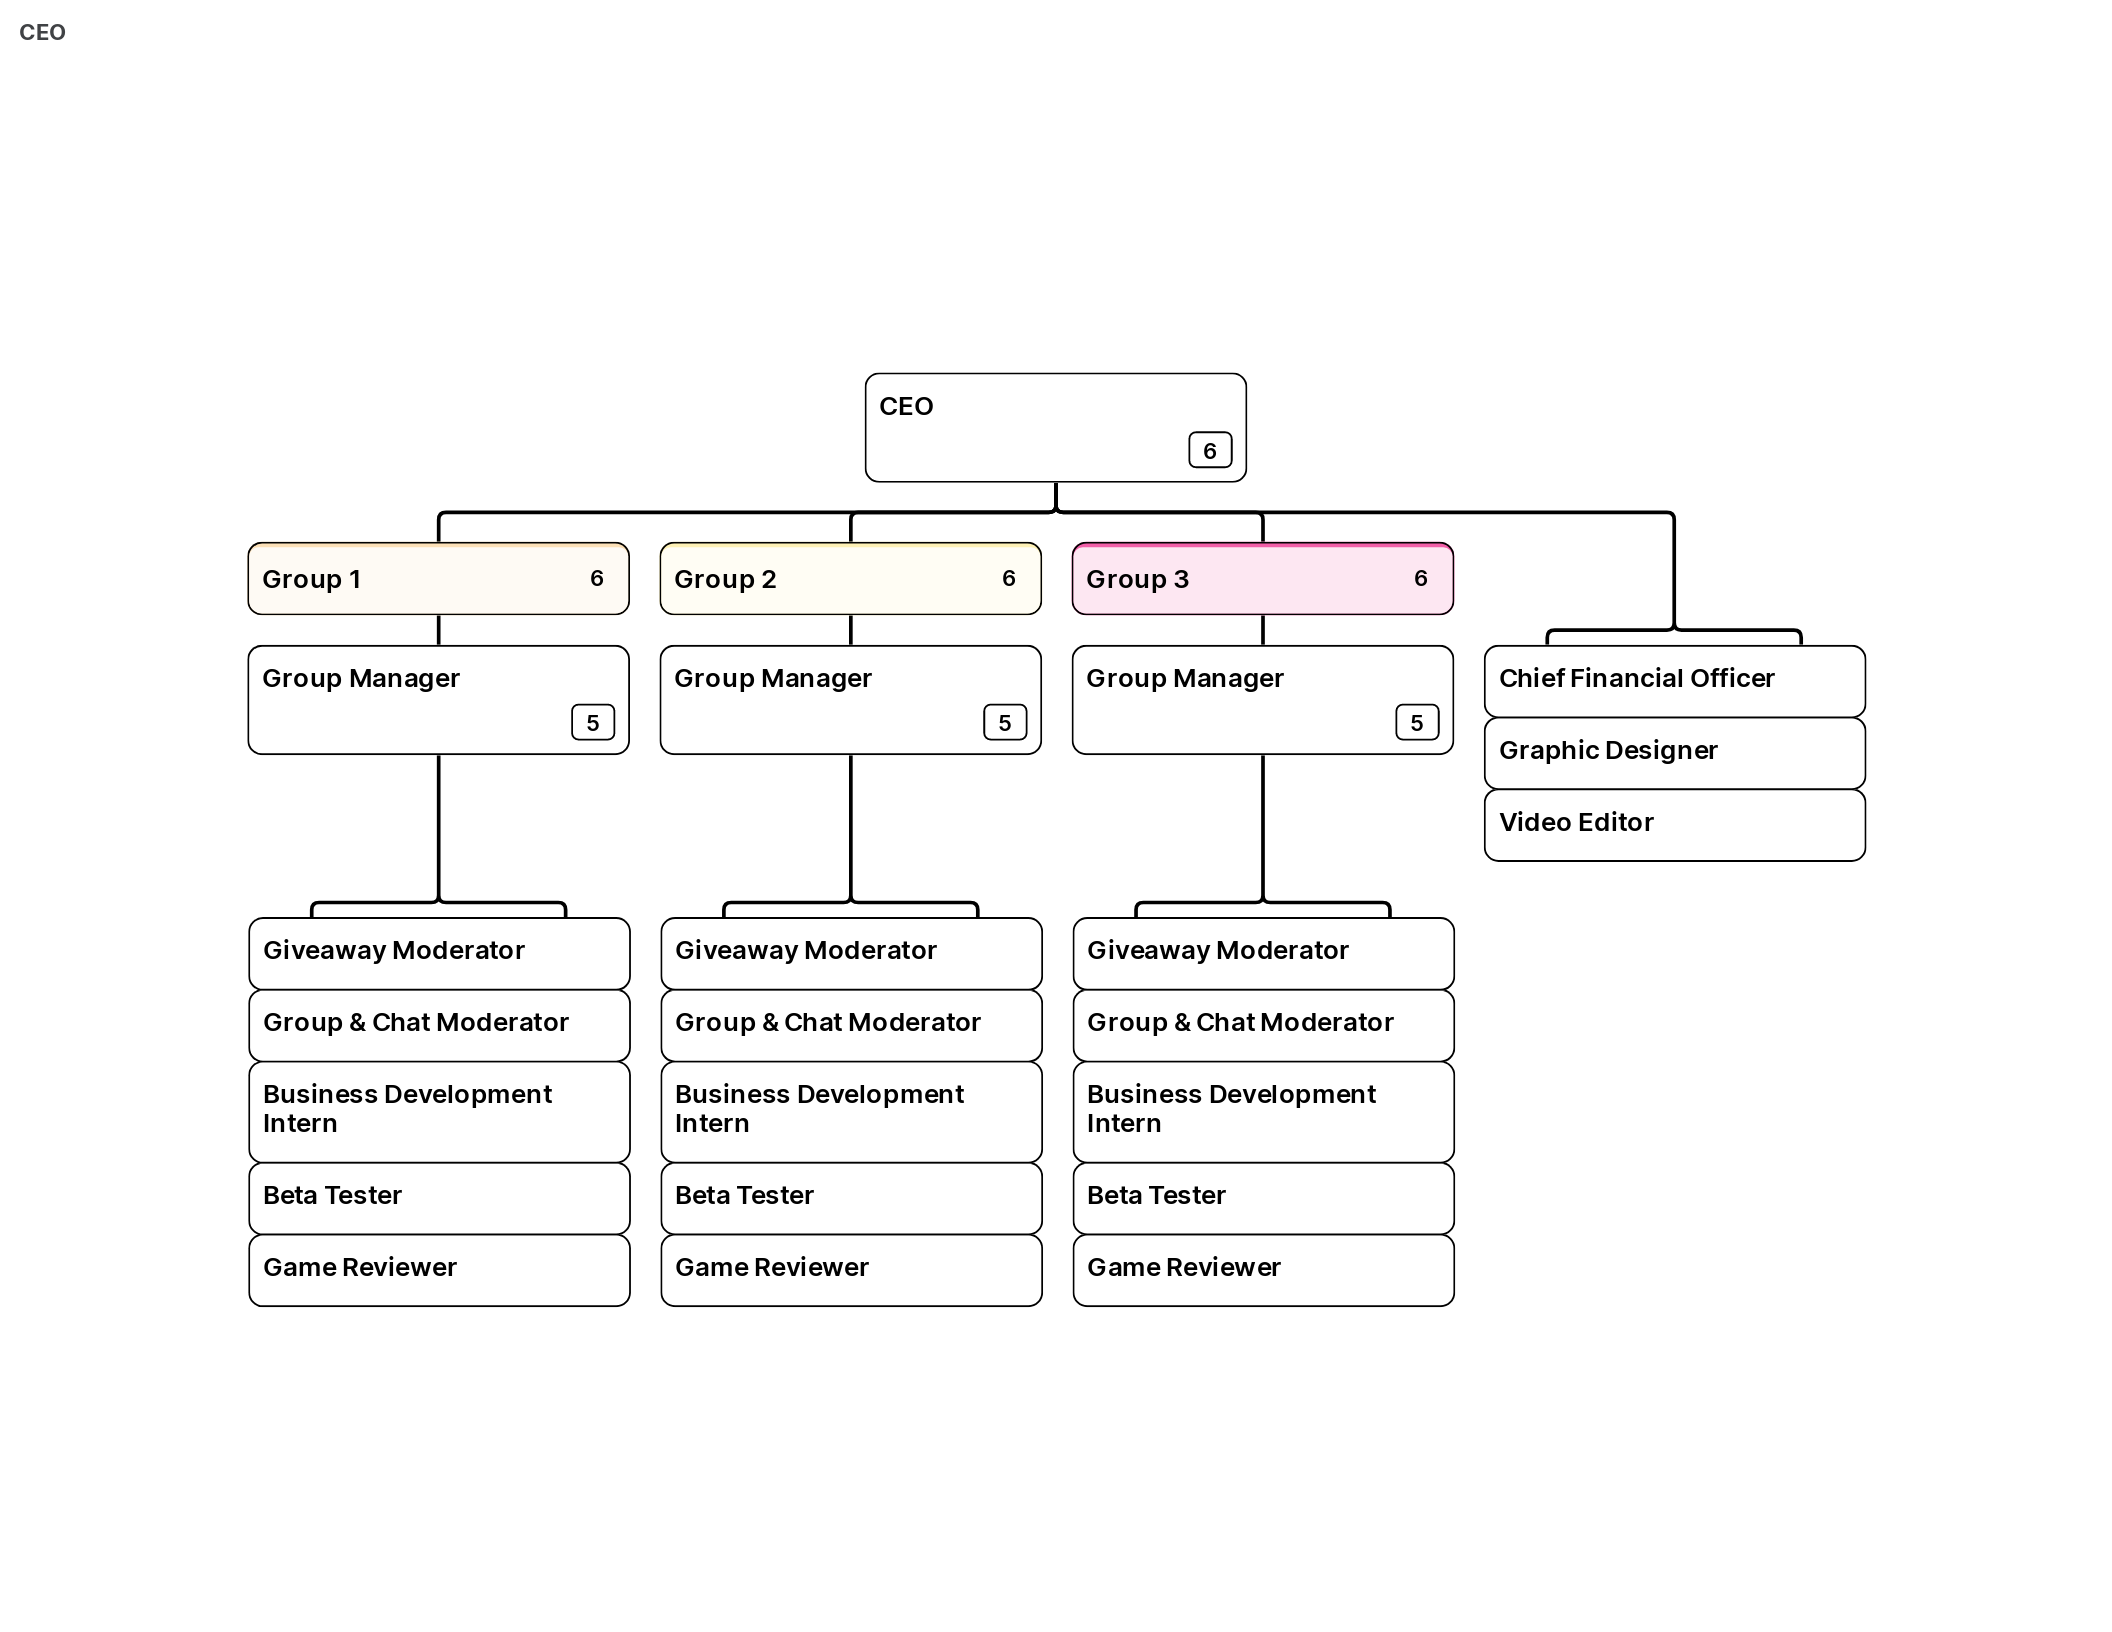 CEO
CEO
6
Group 1
6
Group 2
6
Group 3
6
Group Manager
5
Group Manager
5
Group Manager
5
Chief Financial Officer
Graphic Designer
Video Editor
Giveaway Moderator
Group & Chat Moderator
Business Development
Intern
Beta Tester
Game Reviewer
Giveaway Moderator
Group & Chat Moderator
Business Development
Intern
Beta Tester
Game Reviewer
Giveaway Moderator
Group & Chat Moderator
Business Development
Intern
Beta Tester
Game Reviewer